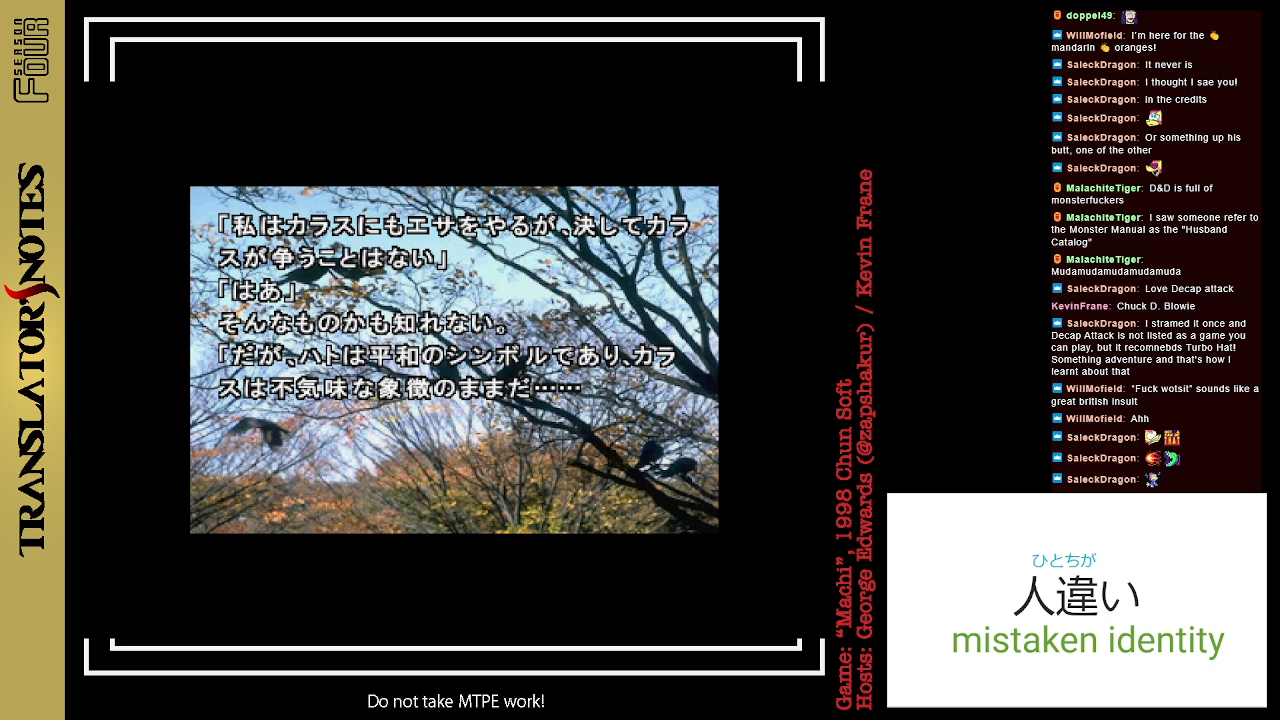 SEASON
FOUR
TRANSLATOR'S NOTES
「私はカラスにもエサをやるが、決してカラ
スが争うことはない」
「はあ」
そんなものかも知れない。
「だが、ハトは平和のシンボルであり、カラ
スは不気味な象徴のままだ……
Do not take MTPE work!
Game: "Machi", 1998 Chun Soft
Hosts: George Edwards (@zapshakur) / Kevin Frane
doppel49:
WillMofield: I'm here for the 👏
mandarin 👏 oranges!
SaleckDragon: It never is
SaleckDragon: I thought I sae you!
SaleckDragon: In the credits
SaleckDragon:
SaleckDragon: Or something up his
butt, one of the other
SaleckDragon:
MalachiteTiger: D&D is full of
monsterfuckers
MalachiteTiger: I saw someone refer to
the Monster Manual as the "Husband
Catalog"
MalachiteTiger:
Mudamudamudamudamuda
SaleckDragon: Love Decap attack
KevinFrane: Chuck D. Blowie
SaleckDragon: I stramed it once and
Decap Attack is not listed as a game you
can play, but it recomnebds Turbo Hat!
Something adventure and that's how I
learnt about that
WillMofield: "Fuck wotsit" sounds like a
great british insult
WillMofield: Ahh
SaleckDragon:
SaleckDragon:
SaleckDragon:
ひとちが
人違い
mistaken identity